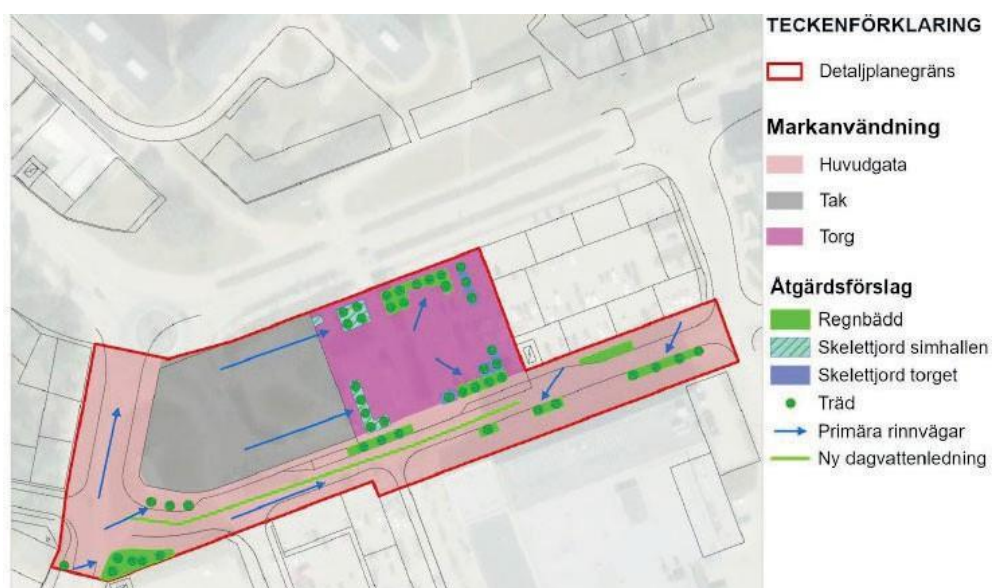 TECKENFÖRKLARING
Detaljplanegräns
Markanvändning
Huvudgata
Tak
Torg
Åtgärdsförslag
Regnbädd
Skelettjord simhallen
Skelettjord torget
Träd
Primära rinnvägar
Ny dagvattenledning